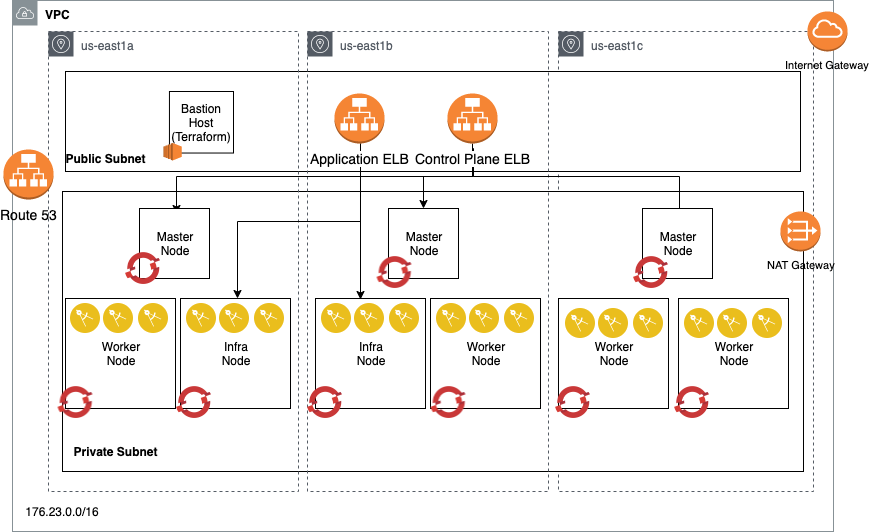 VPC
us-east1a
us-east1b
us-east1c
Internet Gateway
Bastion
Host
(Terraform)
Public Subnet
Application ELB
Control Plane ELB
Route 53
Master
Node
Master
Node
Master
Node
NAT Gateway
Worker
Node
Infra
Node
Infra
Node
Worker
Node
Worker
Node
Worker
Node
Private Subnet
176.23.0.0/16